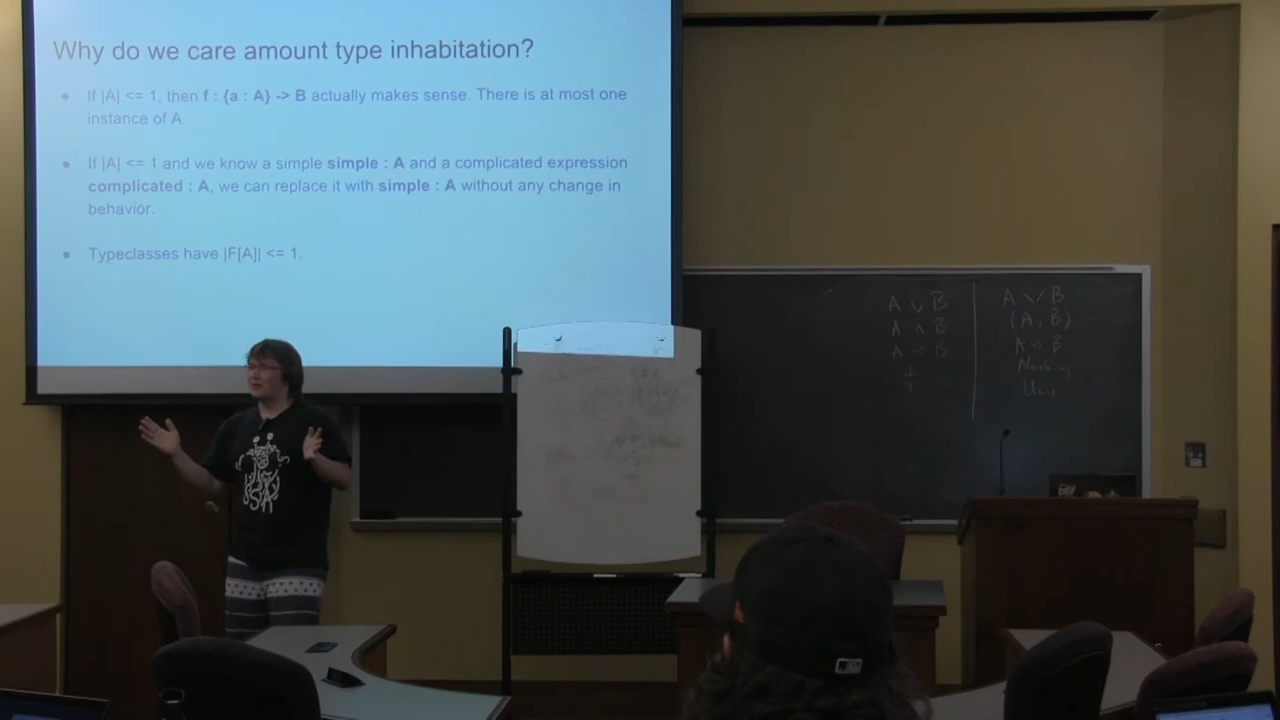 Why do we care amount type inhabitation?
● If |A| <= 1, then f : {a : A} -> B actually makes sense. There is at most one
instance of A.
● If |A| <= 1 and we know a simple simple : A and a complicated expression
complicated : A, we can replace it with simple : A without any change in
behavior.
● Typeclasses have |F[A]| <= 1.
A ∨ B
A ∧ B
A -> B
⊥
⊤
A \/ B
(A, B)
A -> B
Nothing
Unit